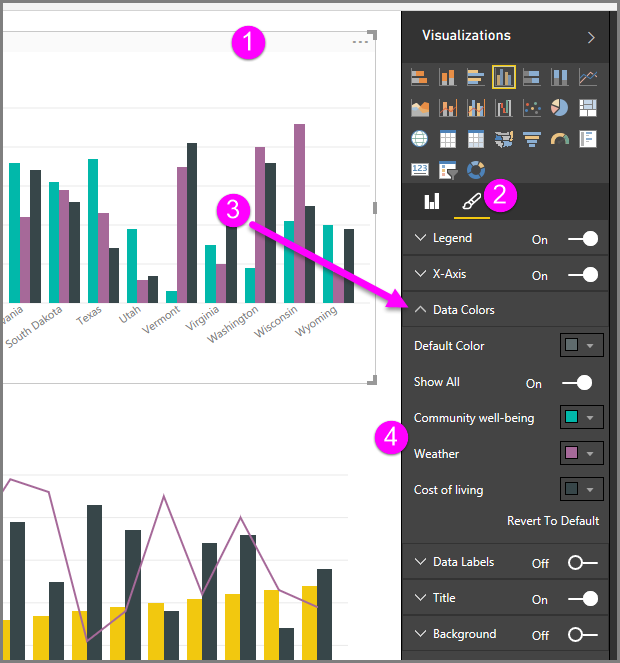 1
Visualizations
123
2
3
Legend On
X-Axis On
vania
South Dakota
Texas
Utah
Vermont
Virginia
Washington
Wisconsin
Wyoming
Data Colors
Default Color
Show All On
4
Community well-being
Weather
Cost of living
Revert To Default
Data Labels Off
Title On
Background Off